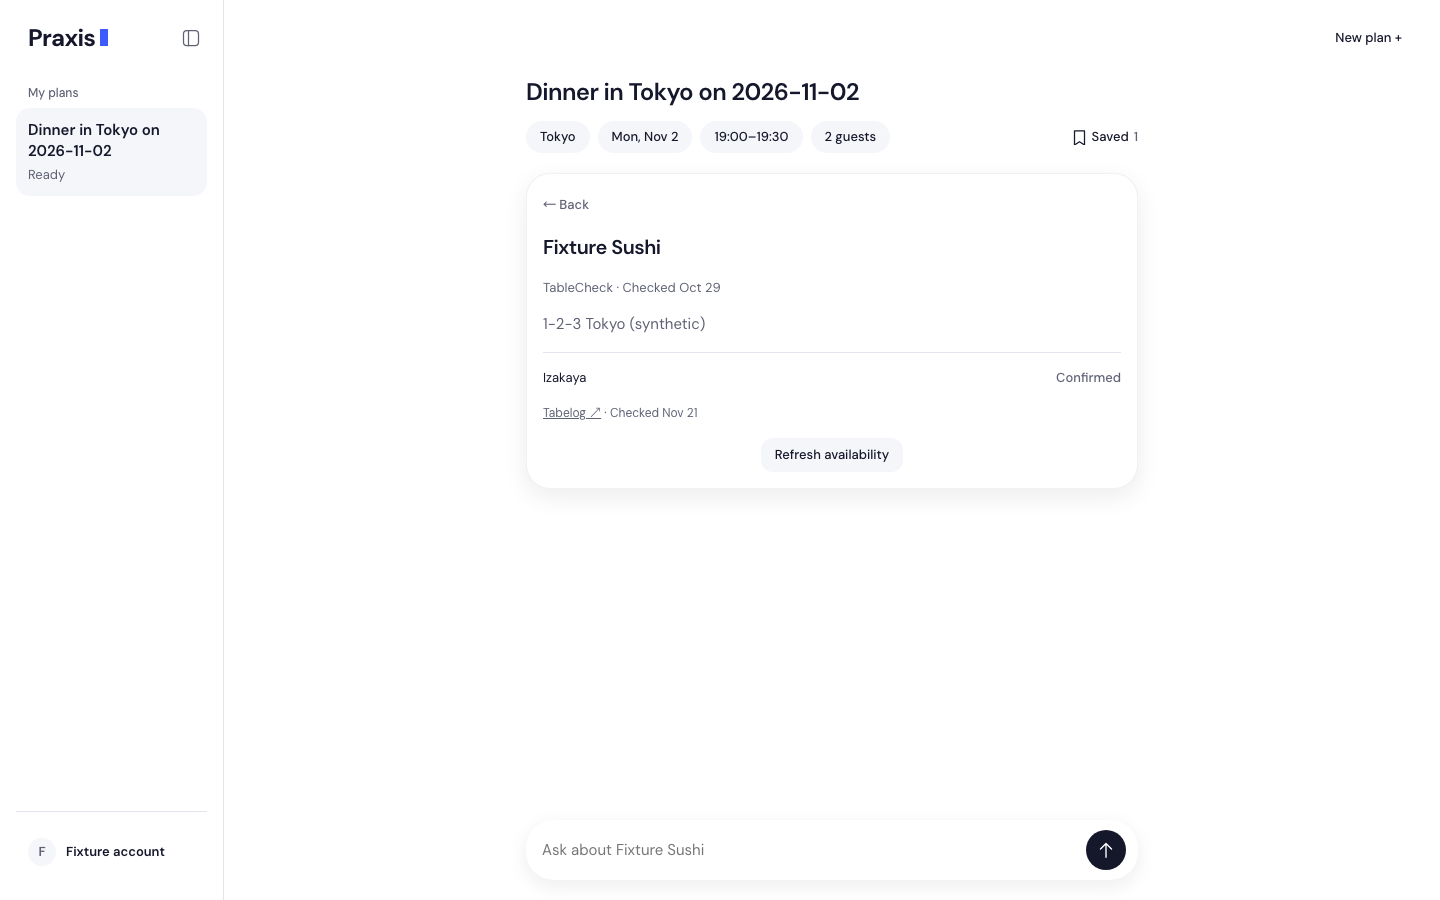 Praxis
New plan +
My plans
Dinner in Tokyo on
2026-11-02
Ready
Dinner in Tokyo on 2026-11-02
Tokyo
Mon, Nov 2
19:00–19:30
2 guests
Saved 1
← Back
Fixture Sushi
TableCheck · Checked Oct 29
1-2-3 Tokyo (synthetic)
Izakaya
Confirmed
Tabelog ↗ · Checked Nov 21
Refresh availability
F
Fixture account
Ask about Fixture Sushi